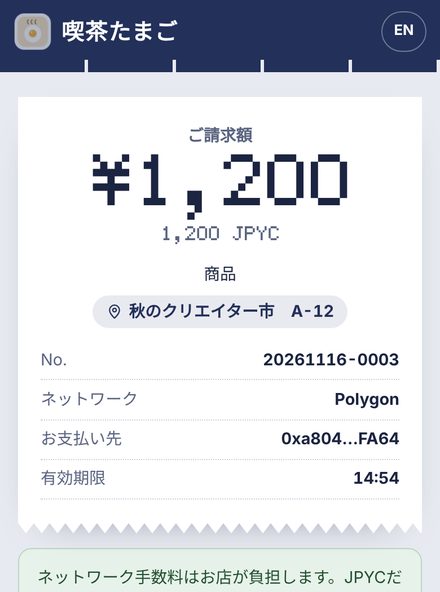 喫茶たまご
EN
ご請求額
¥1,200
1,200 JPYC
商品
秋のクリエイター市　A-12
No. 20261116-0003
ネットワーク Polygon
お支払い先 0xa804...FA64
有効期限 14:54
ネットワーク手数料はお店が負担します。JPYCだ